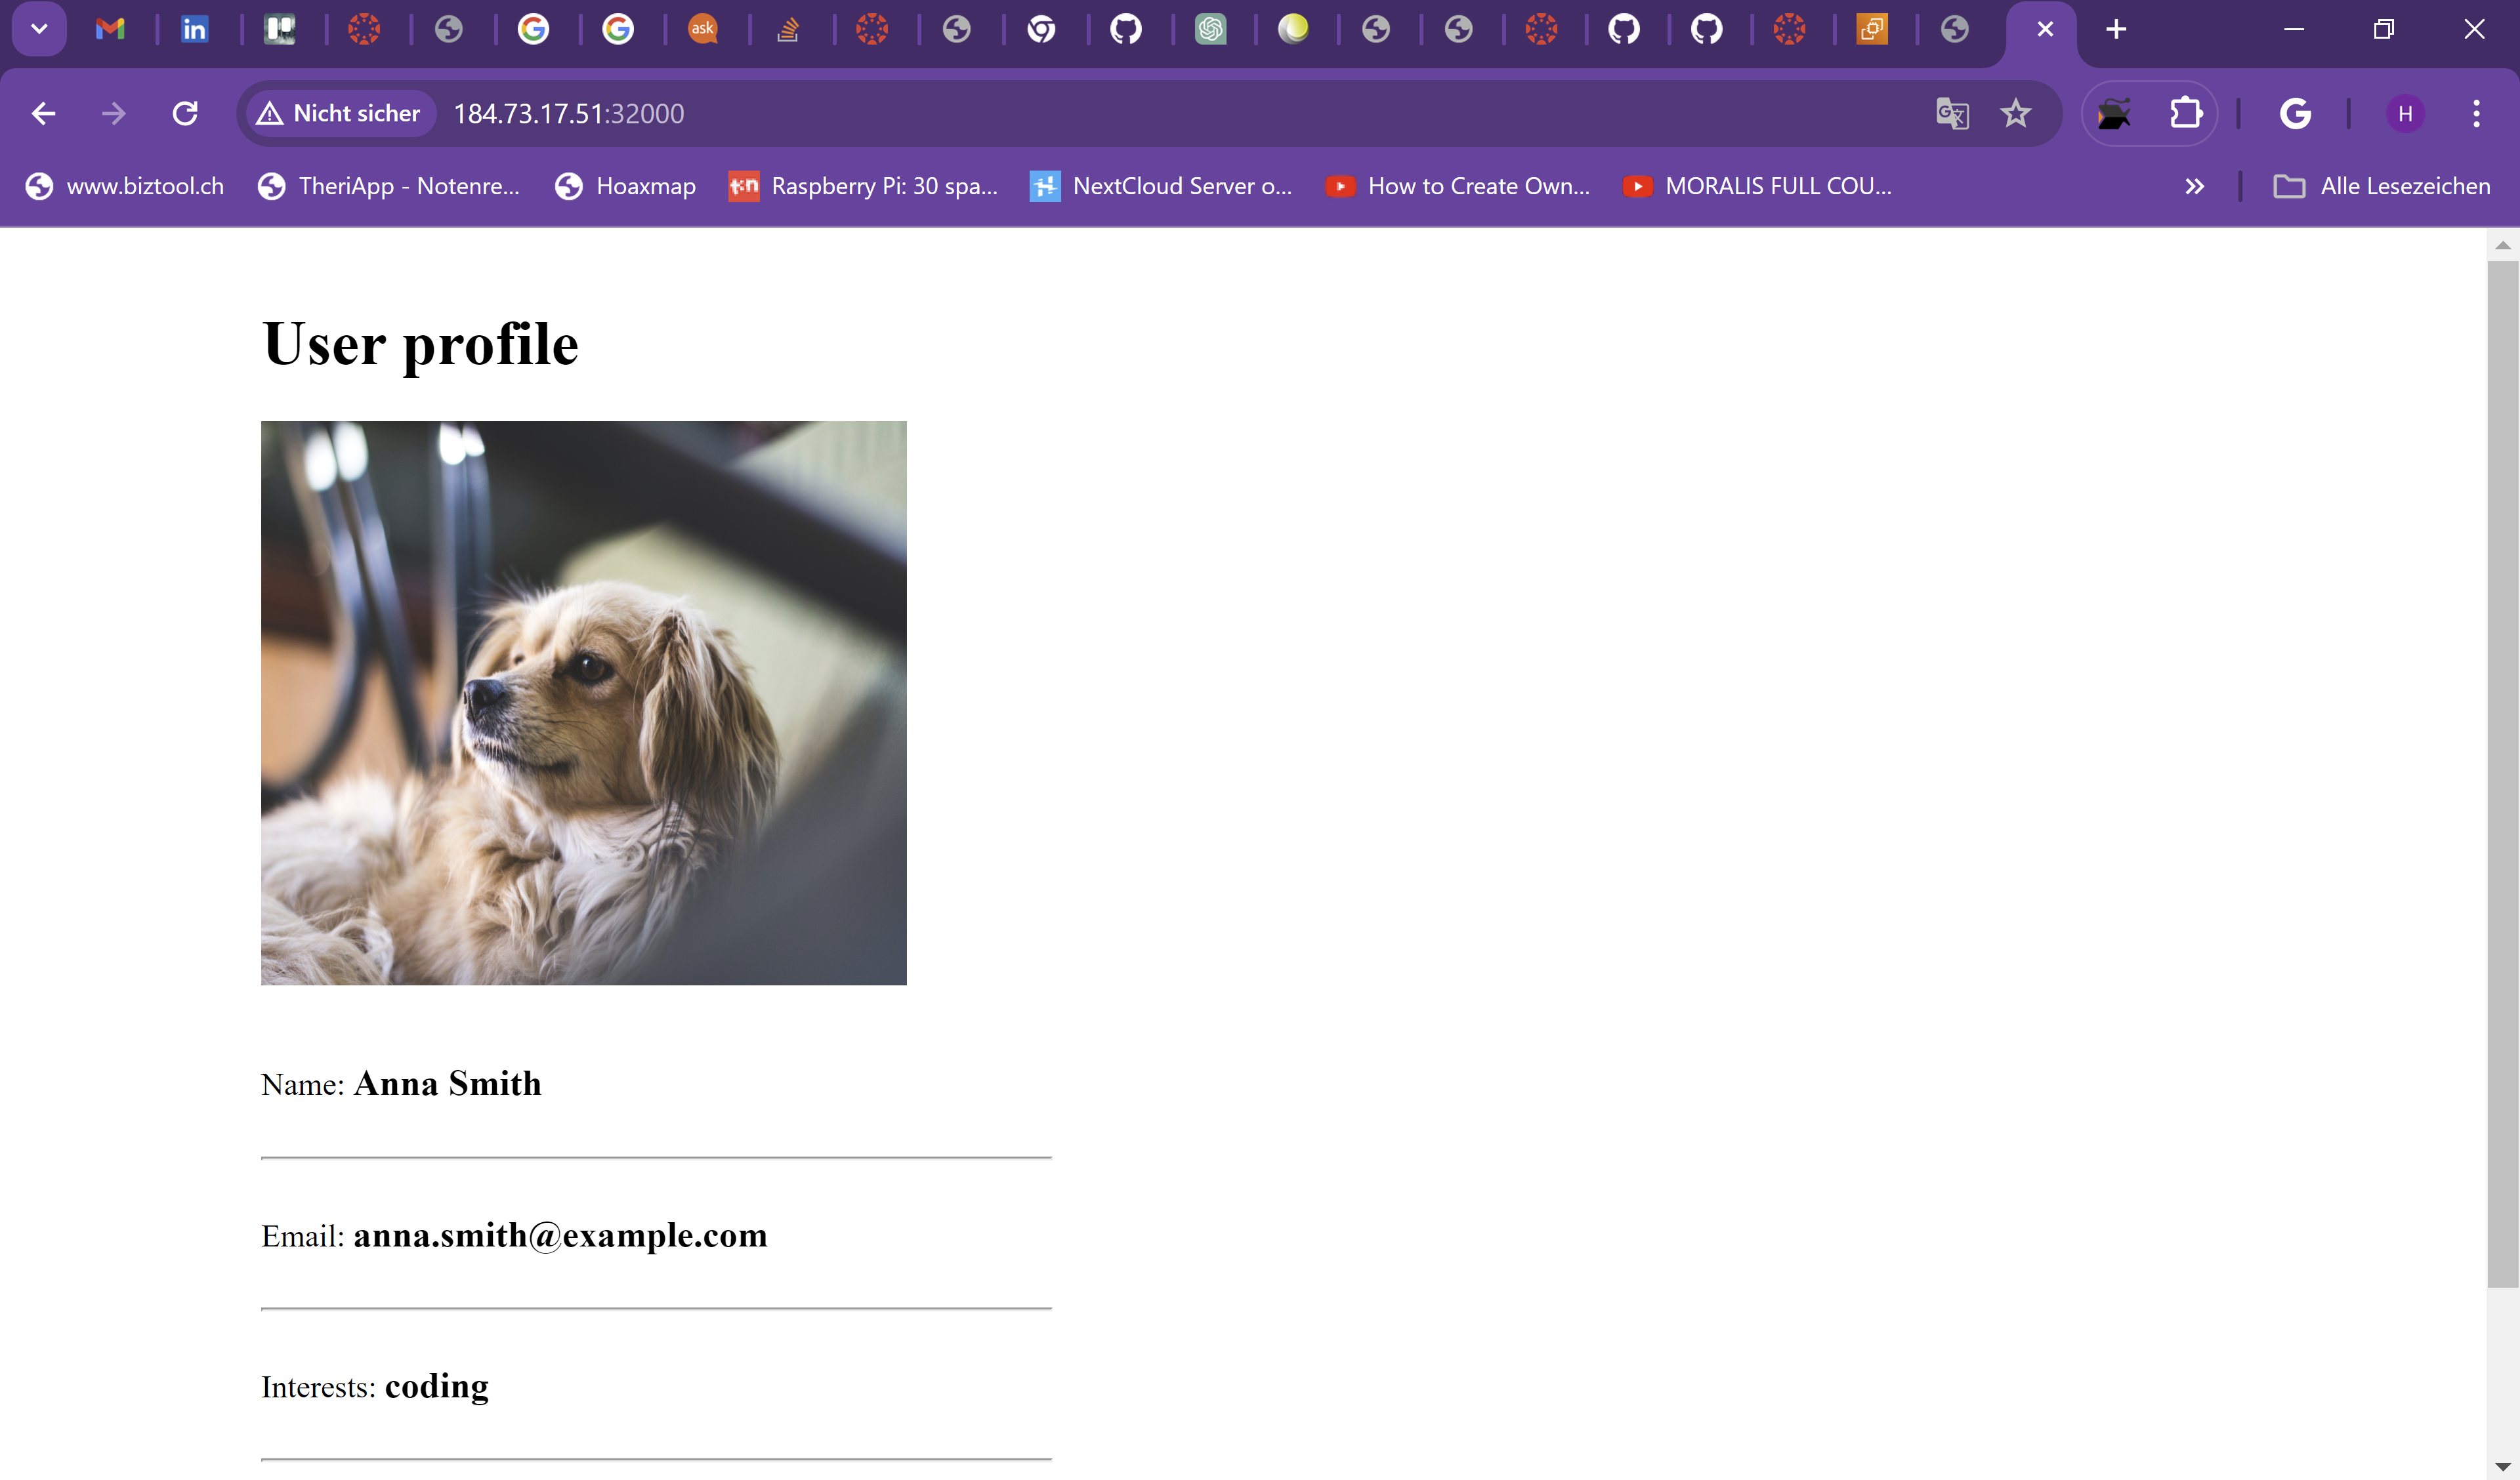 ask
Nicht sicher 184.73.17.51:32000
H
www.biztool.ch TheriApp - Notenre... Hoaxmap Raspberry Pi: 30 spa... NextCloud Server o... How to Create Own... MORALIS FULL COU... Alle Lesezeichen
User profile
Name: Anna Smith
Email: anna.smith@example.com
Interests: coding